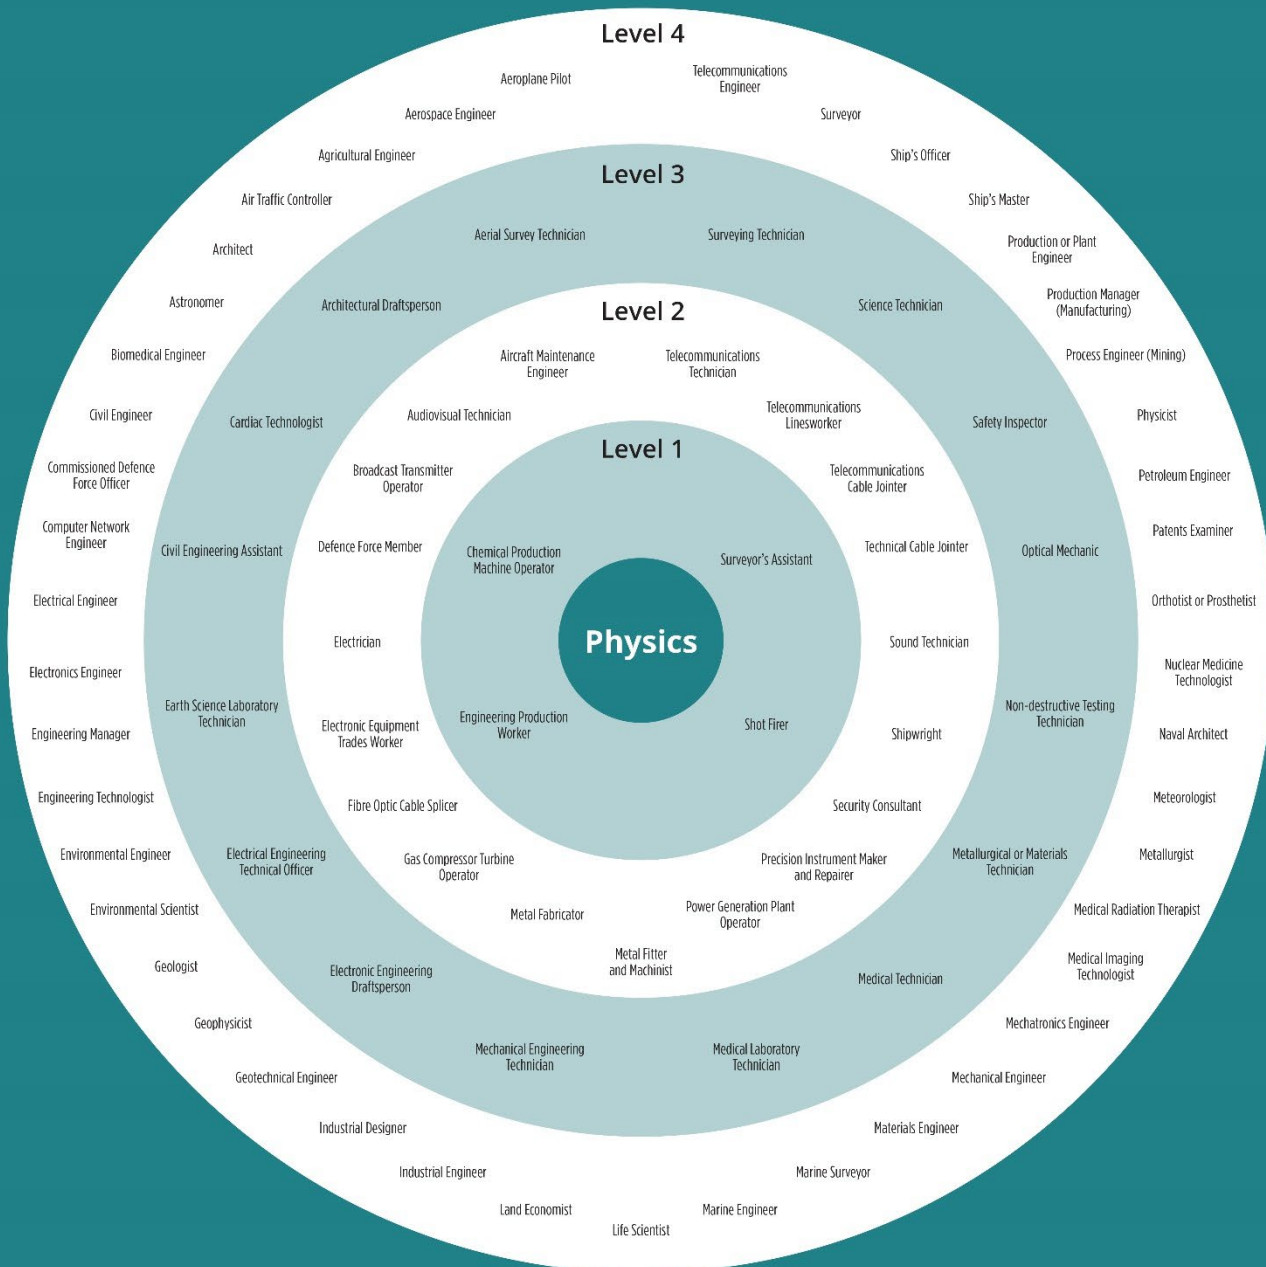 Level 4
Aeroplane Pilot
Telecommunications
Engineer
Aerospace Engineer
Surveyor
Agricultural Engineer
Ship's Officer
Air Traffic Controller
Ship's Master
Architect
Production or Plant
Engineer
Astronomer
Production Manager
(Manufacturing)
Biomedical Engineer
Process Engineer (Mining)
Civil Engineer
Physicist
Commissioned Defence
Force Officer
Petroleum Engineer
Computer Network
Engineer
Patents Examiner
Electrical Engineer
Orthotist or Prosthetist
Electronics Engineer
Nuclear Medicine
Technologist
Engineering Manager
Naval Architect
Engineering Technologist
Meteorologist
Environmental Engineer
Metallurgist
Environmental Scientist
Medical Radiation Therapist
Geologist
Medical Imaging
Technologist
Geophysicist
Mechatronics Engineer
Geotechnical Engineer
Mechanical Engineer
Industrial Designer
Materials Engineer
Industrial Engineer
Marine Surveyor
Land Economist
Marine Engineer
Life Scientist
Level 3
Aerial Survey Technician
Surveying Technician
Architectural Draftsperson
Science Technician
Cardiac Technologist
Safety Inspector
Civil Engineering Assistant
Optical Mechanic
Earth Science Laboratory
Technician
Non-destructive Testing
Technician
Electrical Engineering
Technical Officer
Metallurgical or Materials
Technician
Electronic Engineering
Draftsperson
Medical Technician
Mechanical Engineering
Technician
Medical Laboratory
Technician
Level 2
Aircraft Maintenance
Engineer
Telecommunications
Technician
Audiovisual Technician
Telecommunications
Linesworker
Broadcast Transmitter
Operator
Telecommunications
Cable Jointer
Defence Force Member
Technical Cable Jointer
Electrician
Sound Technician
Electronic Equipment
Trades Worker
Shipwright
Fibre Optic Cable Splicer
Security Consultant
Gas Compressor Turbine
Operator
Precision Instrument Maker
and Repairer
Metal Fabricator
Power Generation Plant
Operator
Metal Fitter
and Machinist
Level 1
Chemical Production
Machine Operator
Surveyor's Assistant
Engineering Production
Worker
Shot Firer
Physics